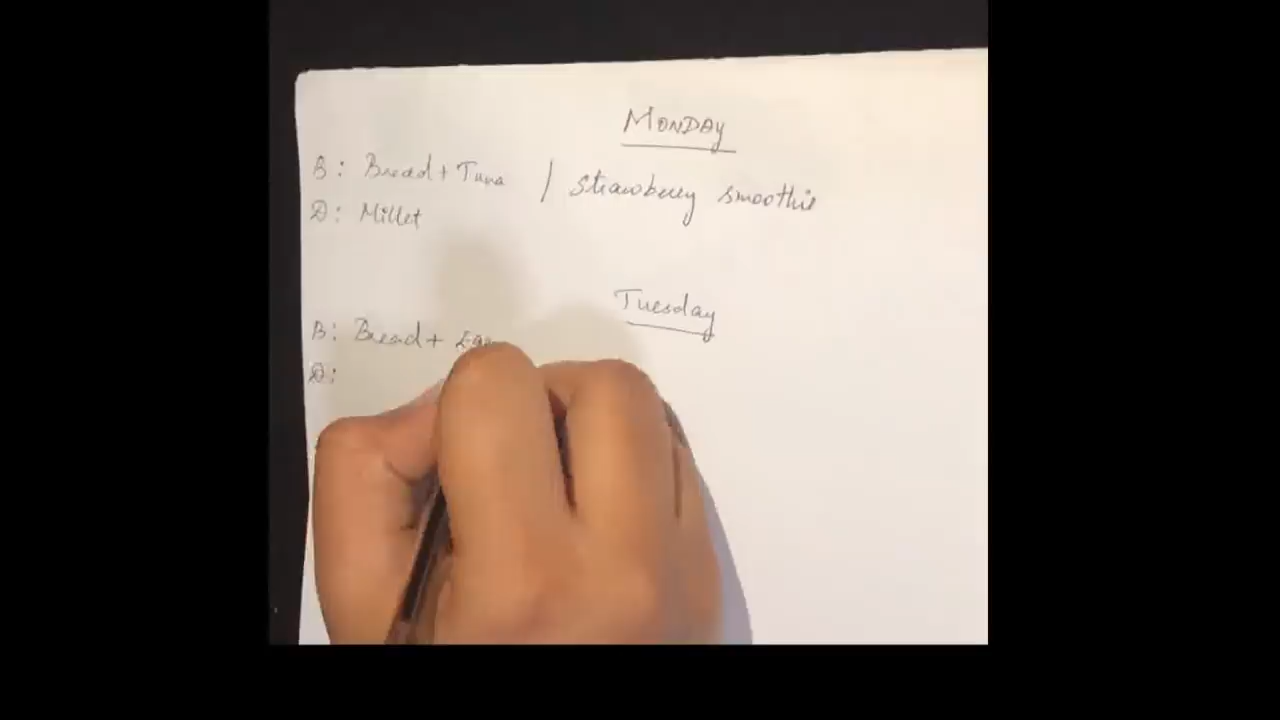 MONDAY
B: Bread + Tuna / Strawberry smoothie
D: Millet
Tuesday
B: Bread +
D: